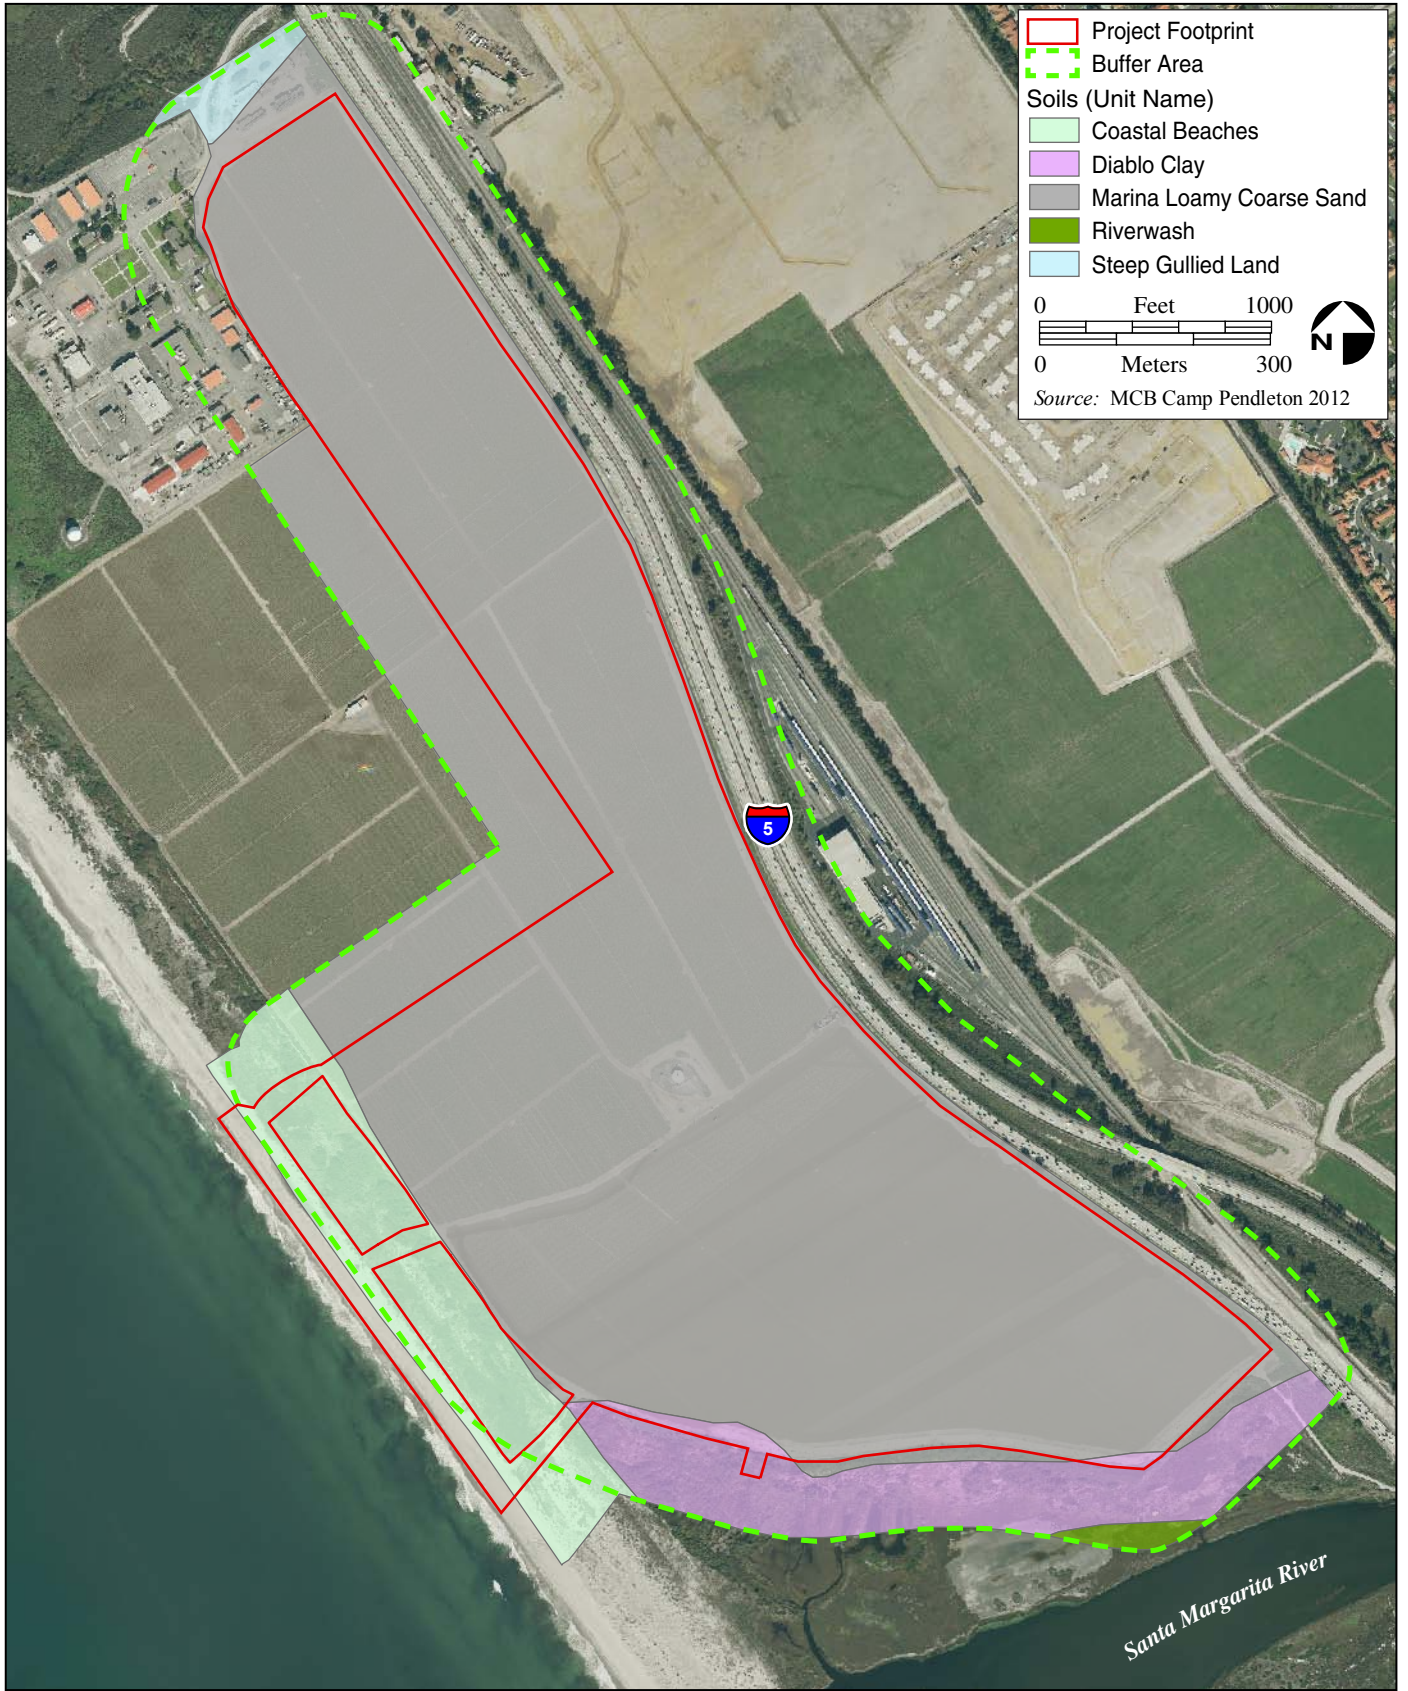 Project Footprint
Buffer Area
Soils (Unit Name)
Coastal Beaches
Diablo Clay
Marina Loamy Coarse Sand
Riverwash
Steep Gullied Land
0 Feet 1000
0 Meters 300
N
Source: MCB Camp Pendleton 2012
5
Santa Margarita River